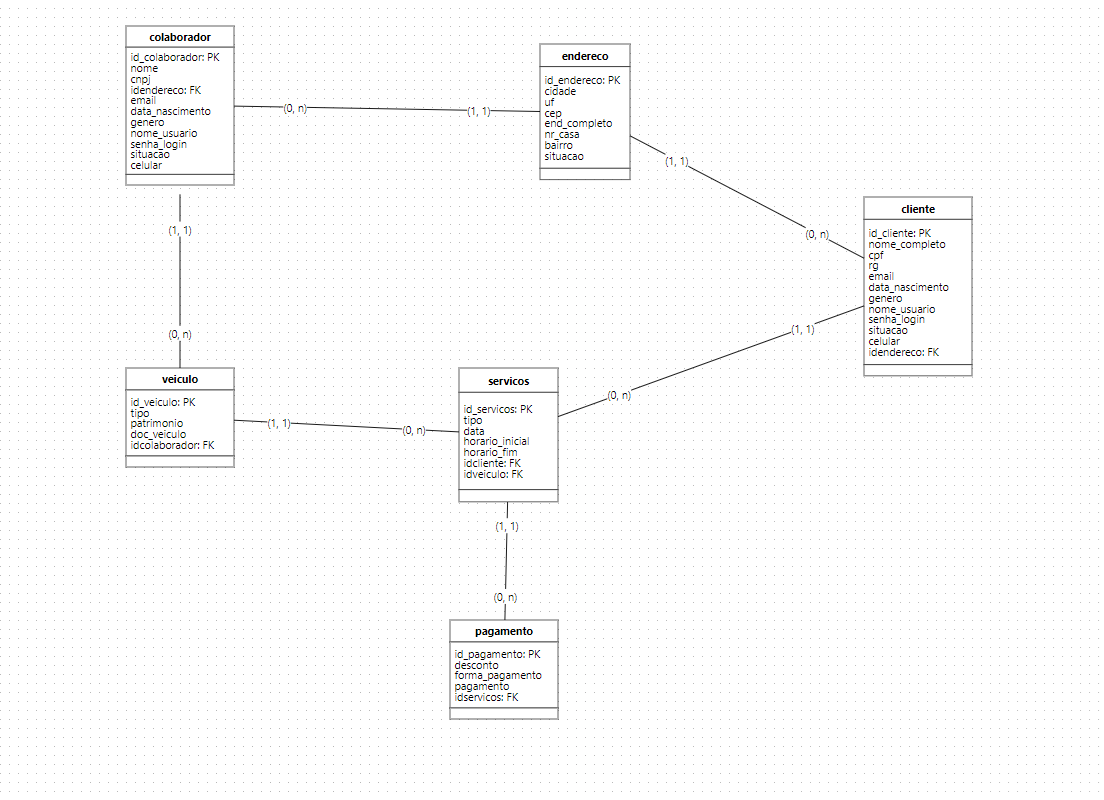 colaborador
id_colaborador: PK
nome
cnpj
idendereco: FK
email
data_nascimento
genero
nome_usuario
senha_login
situacao
celular
(0, n)
(1, 1)
endereco
id_endereco: PK
cidade
uf
cep
end_completo
nr_casa
bairro
situacao
(1, 1)
(0, n)
cliente
id_cliente: PK
nome_completo
cpf
rg
email
data_nascimento
genero
nome_usuario
senha_login
situacao
celular
idendereco: FK
(1, 1)
(0, n)
veiculo
id_veiculo: PK
tipo
patrimonio
doc_veiculo
idcolaborador: FK
(1, 1)
(0, n)
servicos
id_servicos: PK
tipo
data
horario_inicial
horario_fim
idcliente: FK
idveiculo: FK
(1, 1)
(0, n)
(1, 1)
(0, n)
pagamento
id_pagamento: PK
desconto
forma_pagamento
pagamento
idservicos: FK